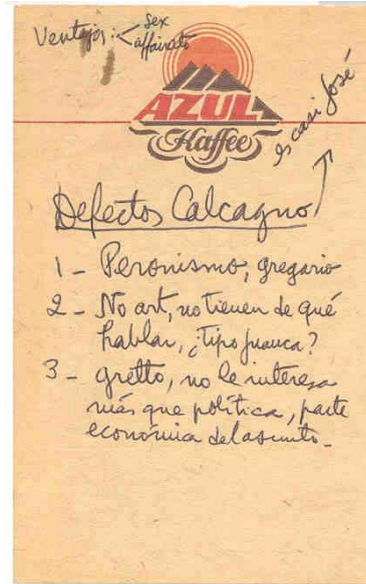 Ventajas: < Sex
affairato
AZUL
Kaffee
es casi José
Defectos Calcagno
1 - Peronismo, gregario
2 - No art, no tienen de qué
hablar, ¿tipo Juanca?
3 - gretto, no le interesa
más que política, parte
económica del asunto.